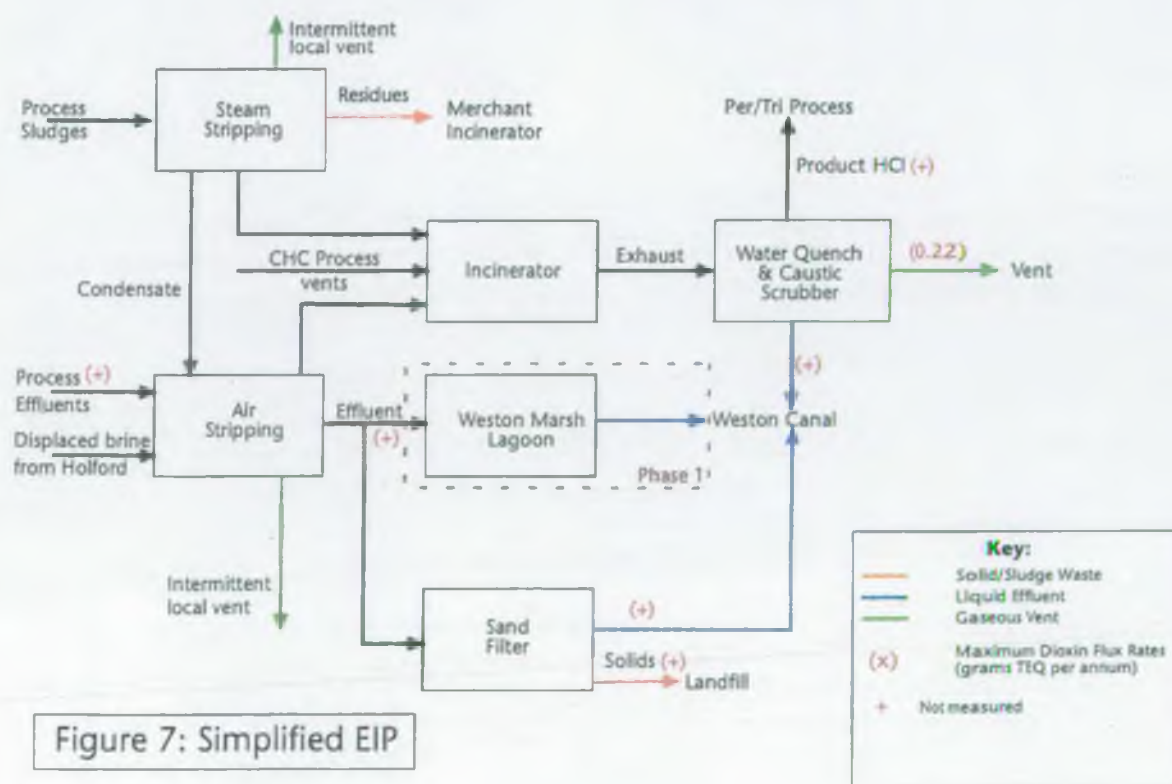 Intermittent
local vent
Process
Sludges
Steam
Stripping
Residues
Merchant
Incinerator
Per/Tri Process
Product HCl (+)
CHC Process
vents
Incinerator
Exhaust
Water Quench
& Caustic
Scrubber
(0.22)
Vent
Condensate
Process (+)
Effluents
Displaced brine
from Holford
Air
Stripping
Effluent
(+)
Weston Marsh
Lagoon
Phase 1
(+)
Weston Canal
Intermittent
local vent
Sand
Filter
(+)
Solids (+)
Landfill
Key:
Solid/Sludge Waste
Liquid Effluent
Gaseous Vent
(x) Maximum Dioxin Flux Rates
(grams TEQ per annum)
+ Not measured
Figure 7: Simplified EIP